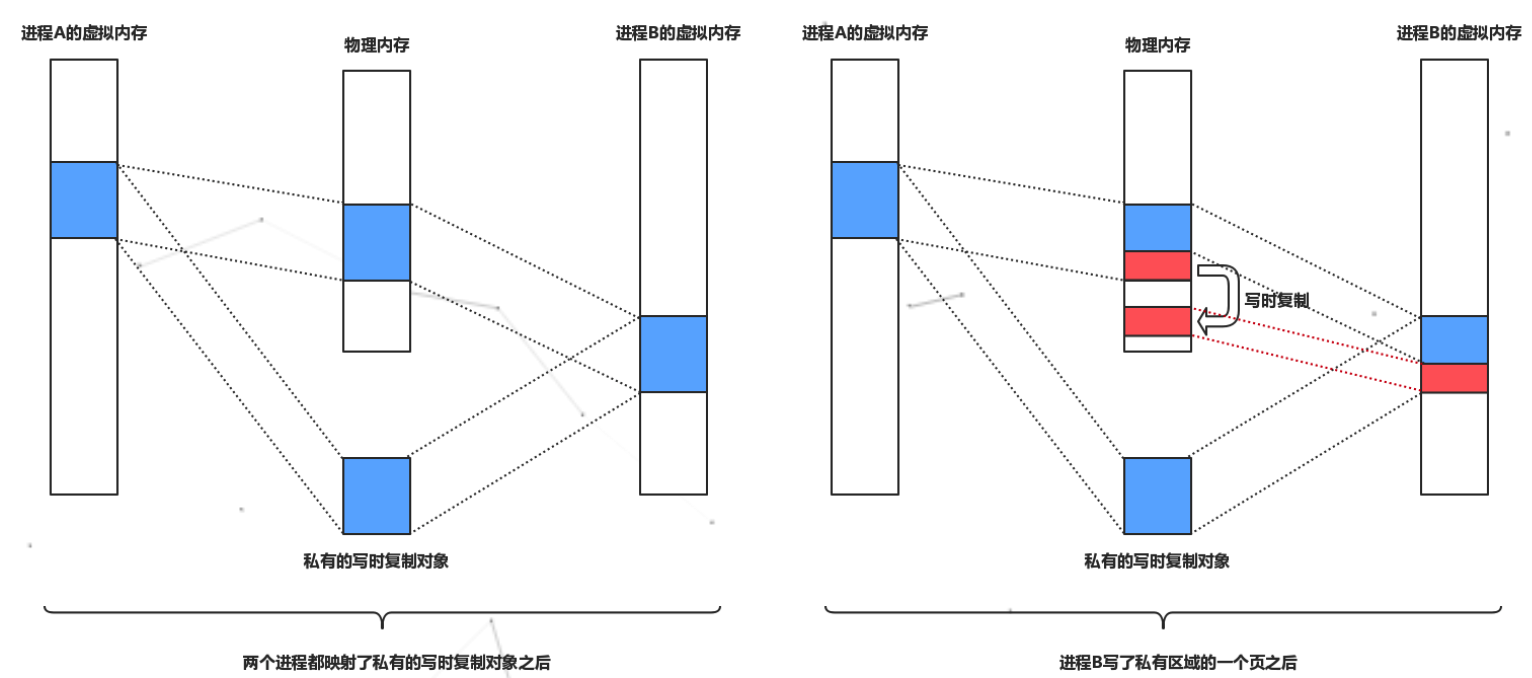 进程A的虚拟内存
物理内存
进程B的虚拟内存
私有的写时复制对象
两个进程都映射了私有的写时复制对象之后
进程A的虚拟内存
物理内存
进程B的虚拟内存
写时复制
私有的写时复制对象
进程B写了私有区域的一个页之后